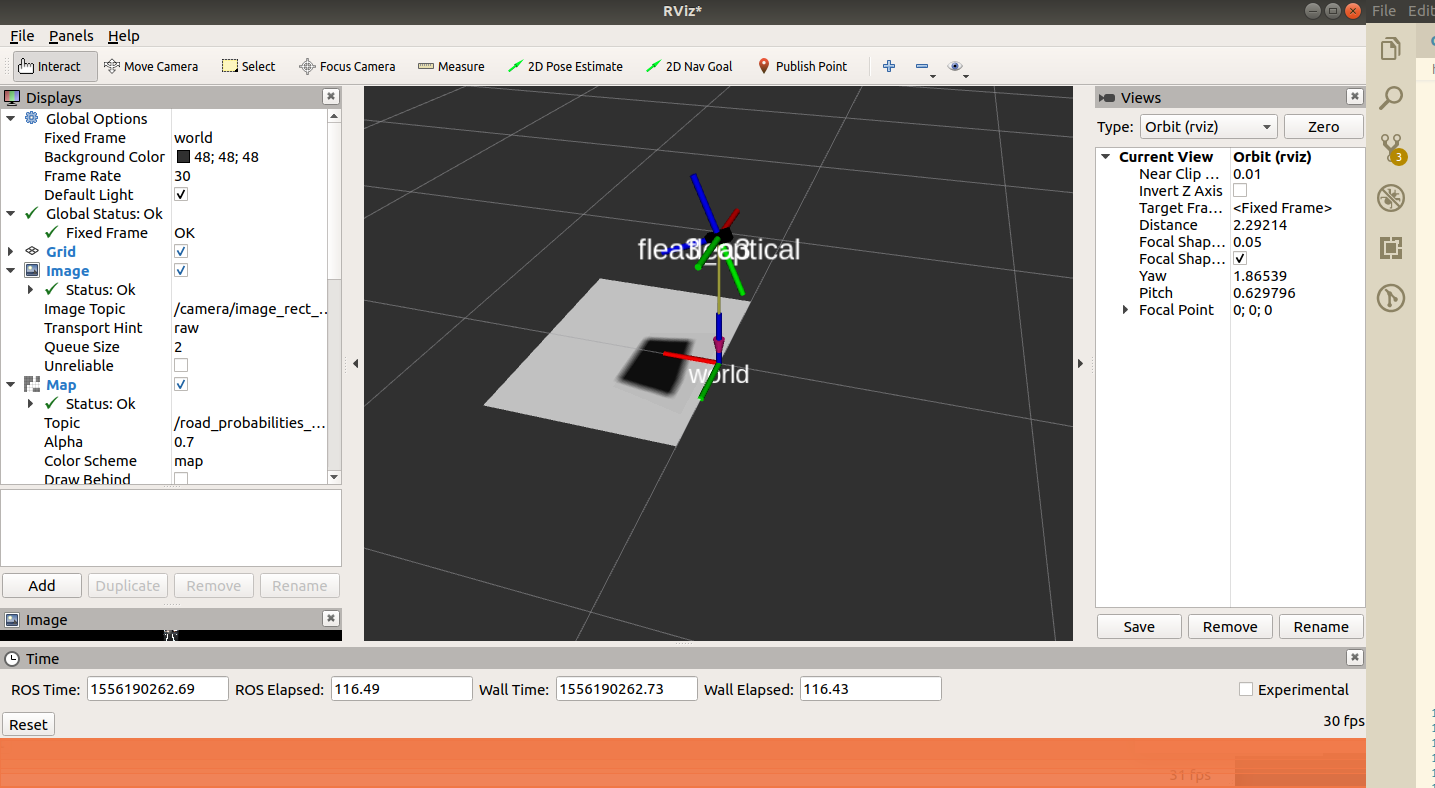 RViz*
File Edit
File Panels Help
Interact Move Camera Select Focus Camera Measure 2D Pose Estimate 2D Nav Goal Publish Point
Displays
Global Options
Fixed Frame world
Background Color 48; 48; 48
Frame Rate 30
Default Light
Global Status: Ok
Fixed Frame OK
Grid
Image
Status: Ok
Image Topic /camera/image_rect_...
Transport Hint raw
Queue Size 2
Unreliable
Map
Status: Ok
Topic /road_probabilities_...
Alpha 0.7
Color Scheme map
Draw Behind
Add Duplicate Remove Rename
Image
world
Views
Type: Orbit (rviz) Zero
Current View Orbit (rviz)
Near Clip ... 0.01
Invert Z Axis
Target Fra... <Fixed Frame>
Distance 2.29214
Focal Shap... 0.05
Focal Shap...
Yaw 1.86539
Pitch 0.629796
Focal Point 0; 0; 0
Save Remove Rename
3
Time
ROS Time: 1556190262.69 ROS Elapsed: 116.49 Wall Time: 1556190262.73 Wall Elapsed: 116.43 Experimental
Reset 30 fps
31 fps